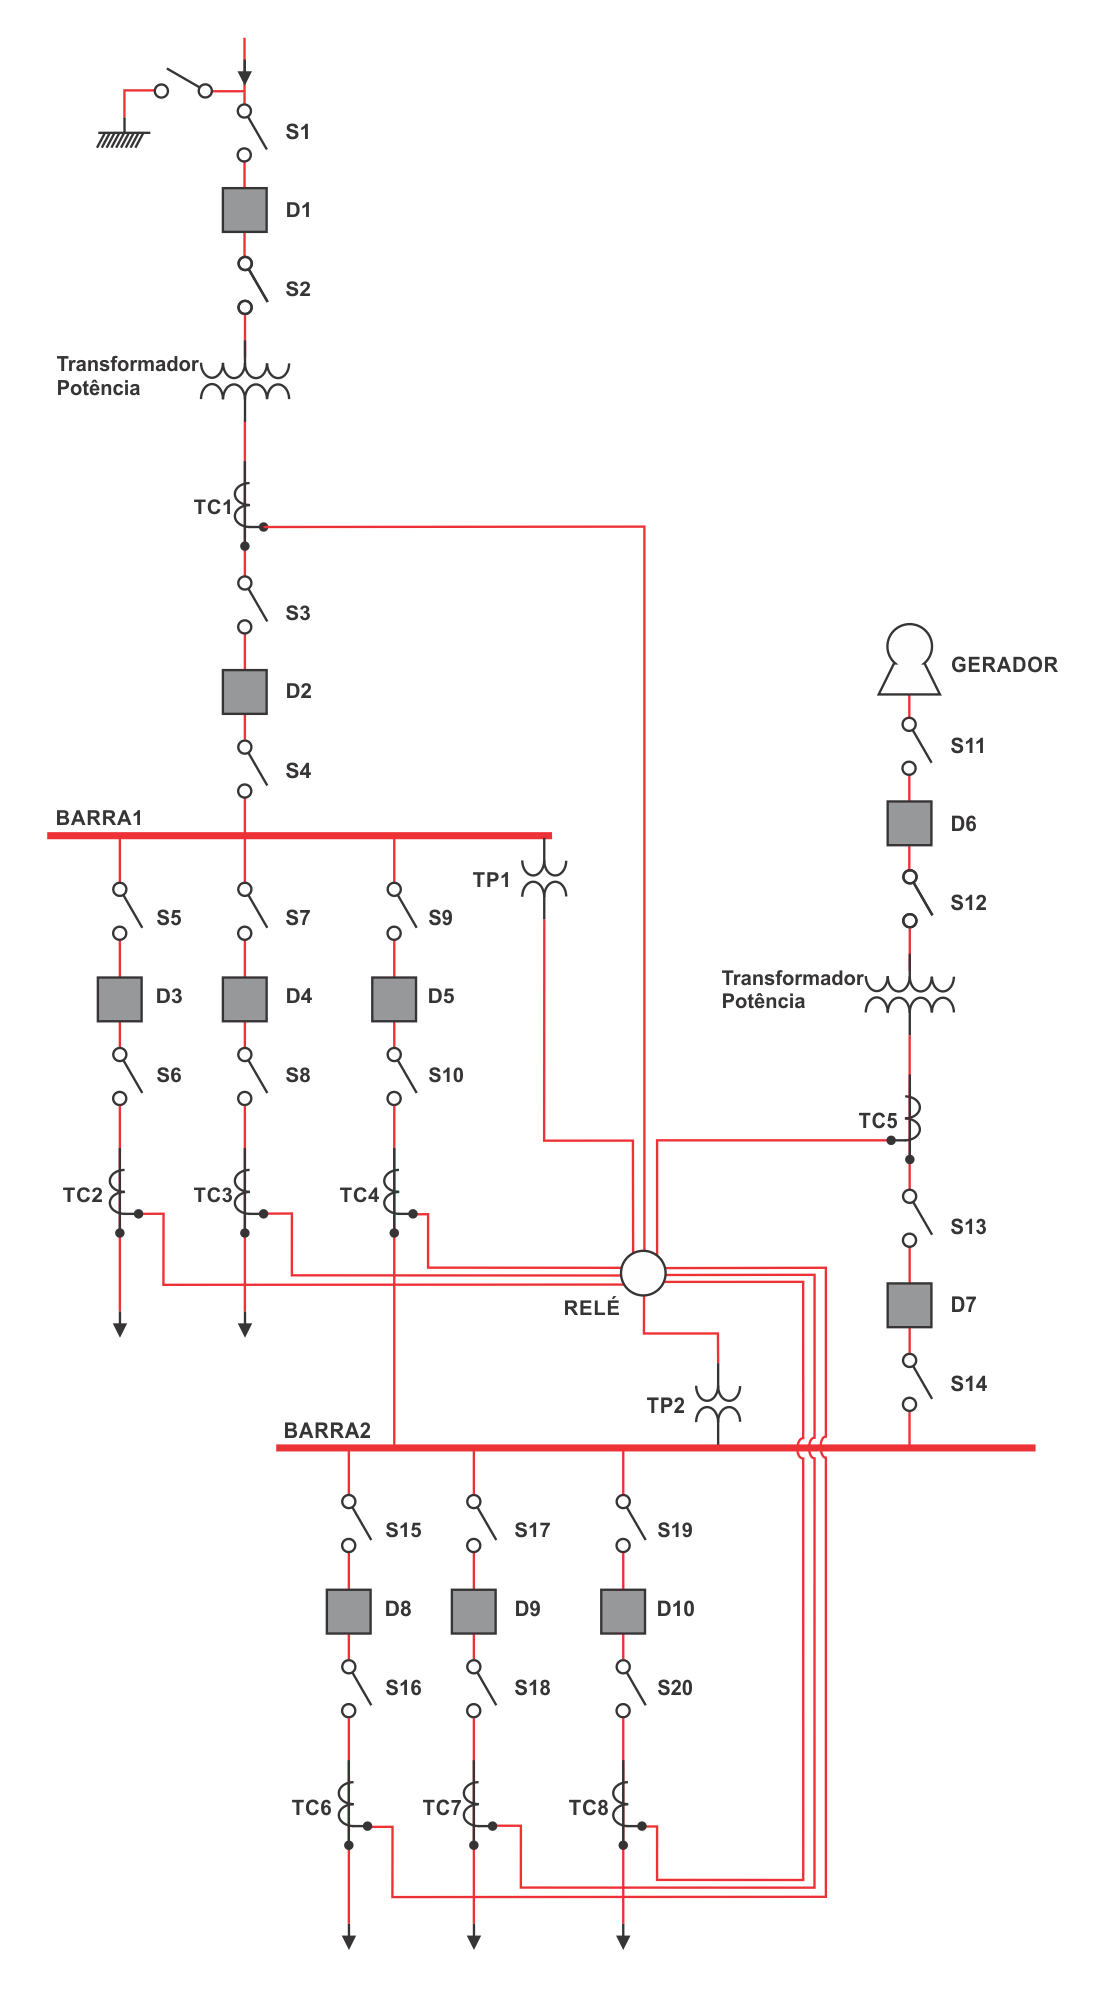 S1
D1
S2
Transformador
Potência
TC1
S3
D2
S4
GERADOR
S11
D6
S12
BARRA1
TP1
S5
S7
S9
D3
D4
D5
S6
S8
S10
Transformador
Potência
TC5
TC2
TC3
TC4
S13
RELÉ
D7
S14
TP2
BARRA2
S15
S17
S19
D8
D9
D10
S16
S18
S20
TC6
TC7
TC8